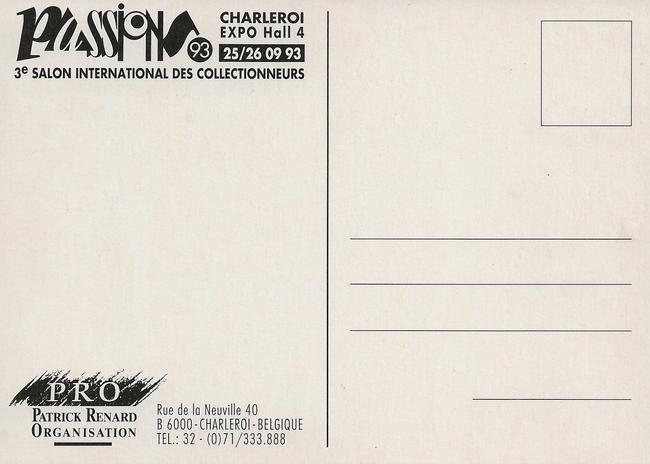 PASSIONS 93
CHARLEROI
EXPO Hall 4
25/26 09 93
3e SALON INTERNATIONAL DES COLLECTIONNEURS
PRO
PATRICK RENARD
ORGANISATION
Rue de la Neuville 40
B 6000-CHARLEROI-BELGIQUE
TEL.: 32 - (0)71/333.888